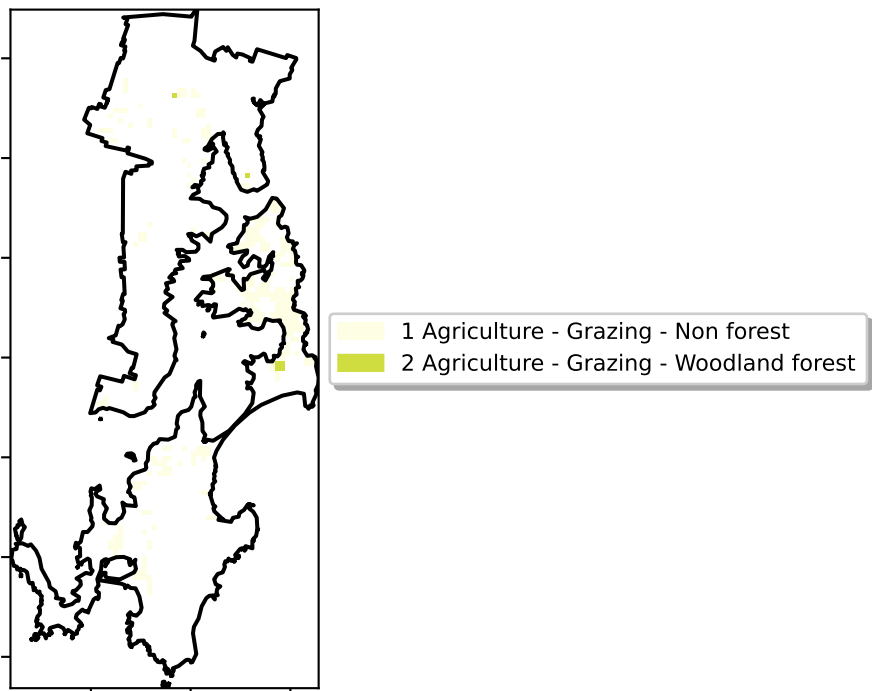 1 Agriculture - Grazing - Non forest
2 Agriculture - Grazing - Woodland forest